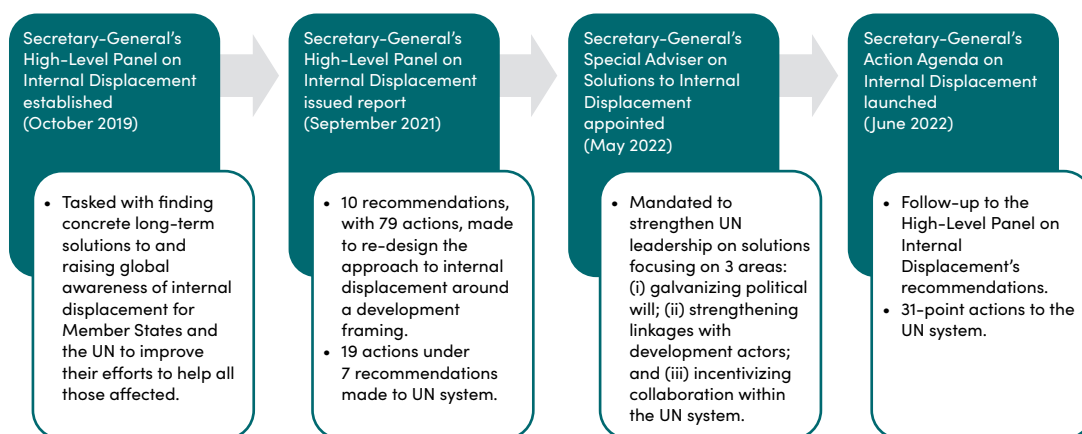 Secretary-General's
High-Level Panel on
Internal Displacement
established
(October 2019)
• Tasked with finding
concrete long-term
solutions to and
raising global
awareness of internal
displacement for
Member States and
the UN to improve
their efforts to help all
those affected.
Secretary-General's
High-Level Panel on
Internal Displacement
issued report
(September 2021)
• 10 recommendations,
with 79 actions, made
to re-design the
approach to internal
displacement around
a development
framing.
• 19 actions under
7 recommendations
made to UN system.
Secretary-General's
Special Adviser on
Solutions to Internal
Displacement
appointed
(May 2022)
• Mandated to
strengthen UN
leadership on solutions
focusing on 3 areas:
(i) galvanizing political
will; (ii) strengthening
linkages with
development actors;
and (iii) incentivizing
collaboration within
the UN system.
Secretary-General's
Action Agenda on
Internal Displacement
launched
(June 2022)
• Follow-up to the
High-Level Panel on
Internal
Displacement's
recommendations.
• 31-point actions to the
UN system.